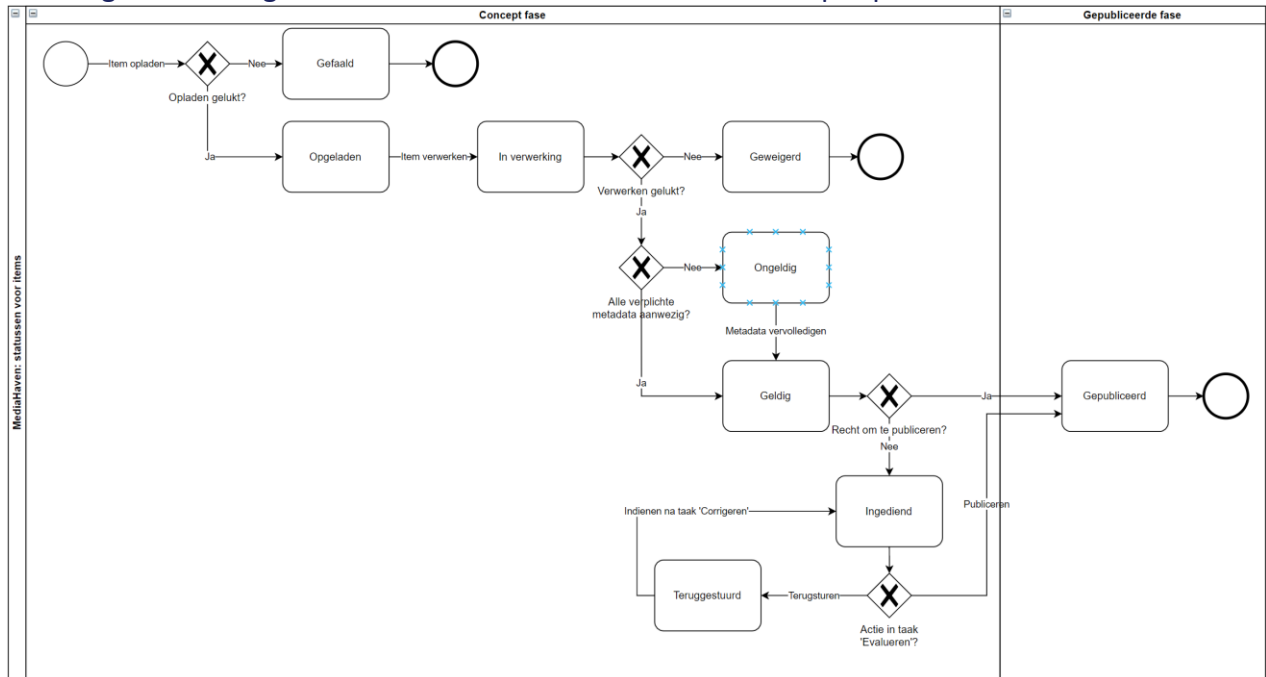 Concept fase
Gepubliceerde fase
MediaHaven: statussen voor items
Item opladen
Nee
Gefaald
Opladen gelukt?
Ja
Opgeladen
Item verwerken
In verwerking
Nee
Geweigerd
Verwerken gelukt?
Ja
Nee
Ongeldig
Alle verplichte
metadata aanwezig?
Metadata vervolledigen
Ja
Geldig
Ja
Gepubliceerd
Recht om te publiceren?
Nee
Indienen na taak 'Corrigeren'
Ingediend
Publiceren
Teruggestuurd
Terugsturen
Actie in taak
'Evalueren'?